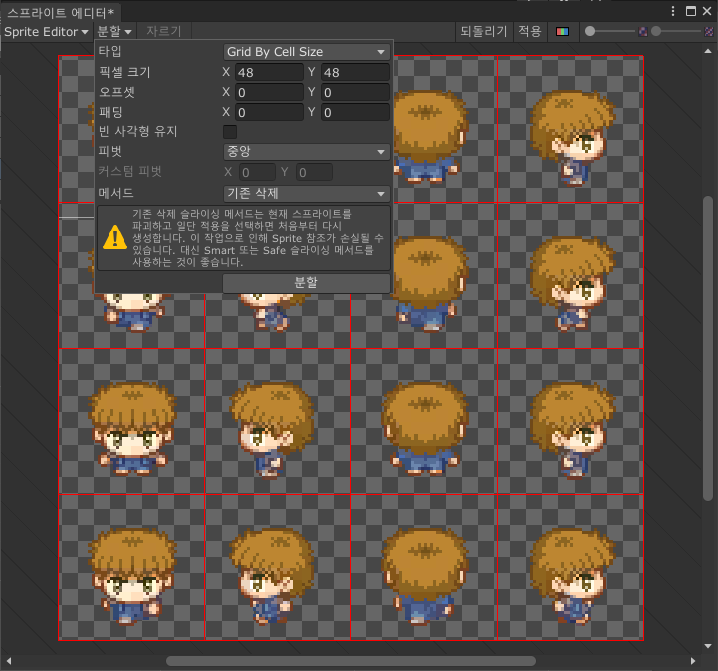 스프라이트 에디터*
Sprite Editor 분할 자르기 되돌리기 적용
타입 Grid By Cell Size
픽셀 크기 X 48 Y 48
오프셋 X 0 Y 0
패딩 X 0 Y 0
빈 사각형 유지
피벗 중앙
커스텀 피벗 X 0 Y 0
메서드 기존 삭제
기존 삭제 슬라이싱 메서드는 현재 스프라이트를
파괴하고 일단 적용을 선택하면 처음부터 다시
생성합니다. 이 작업으로 인해 Sprite 참조가 손실될 수
있습니다. 대신 Smart 또는 Safe 슬라이싱 메서드를
사용하는 것이 좋습니다.
분할